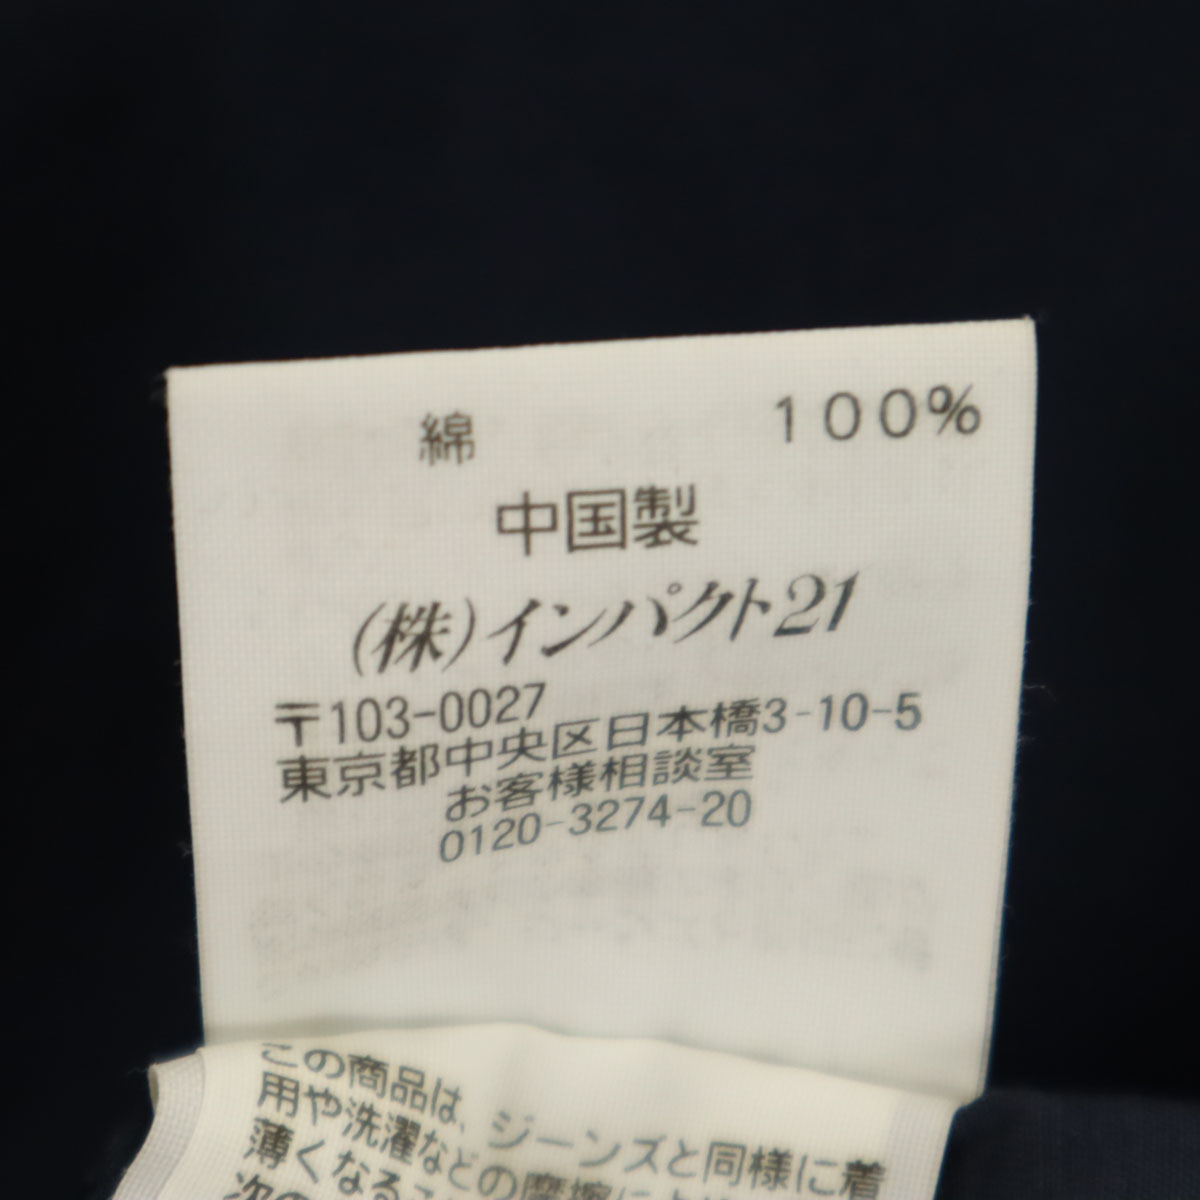 綿 100%
中国製
(株)インパクト21
〒103-0027
東京都中央区日本橋3-10-5
お客様相談室
0120-3274-20
この商品は、ジーンズと同様に着
用や洗濯などの摩擦に
薄くなる
次の